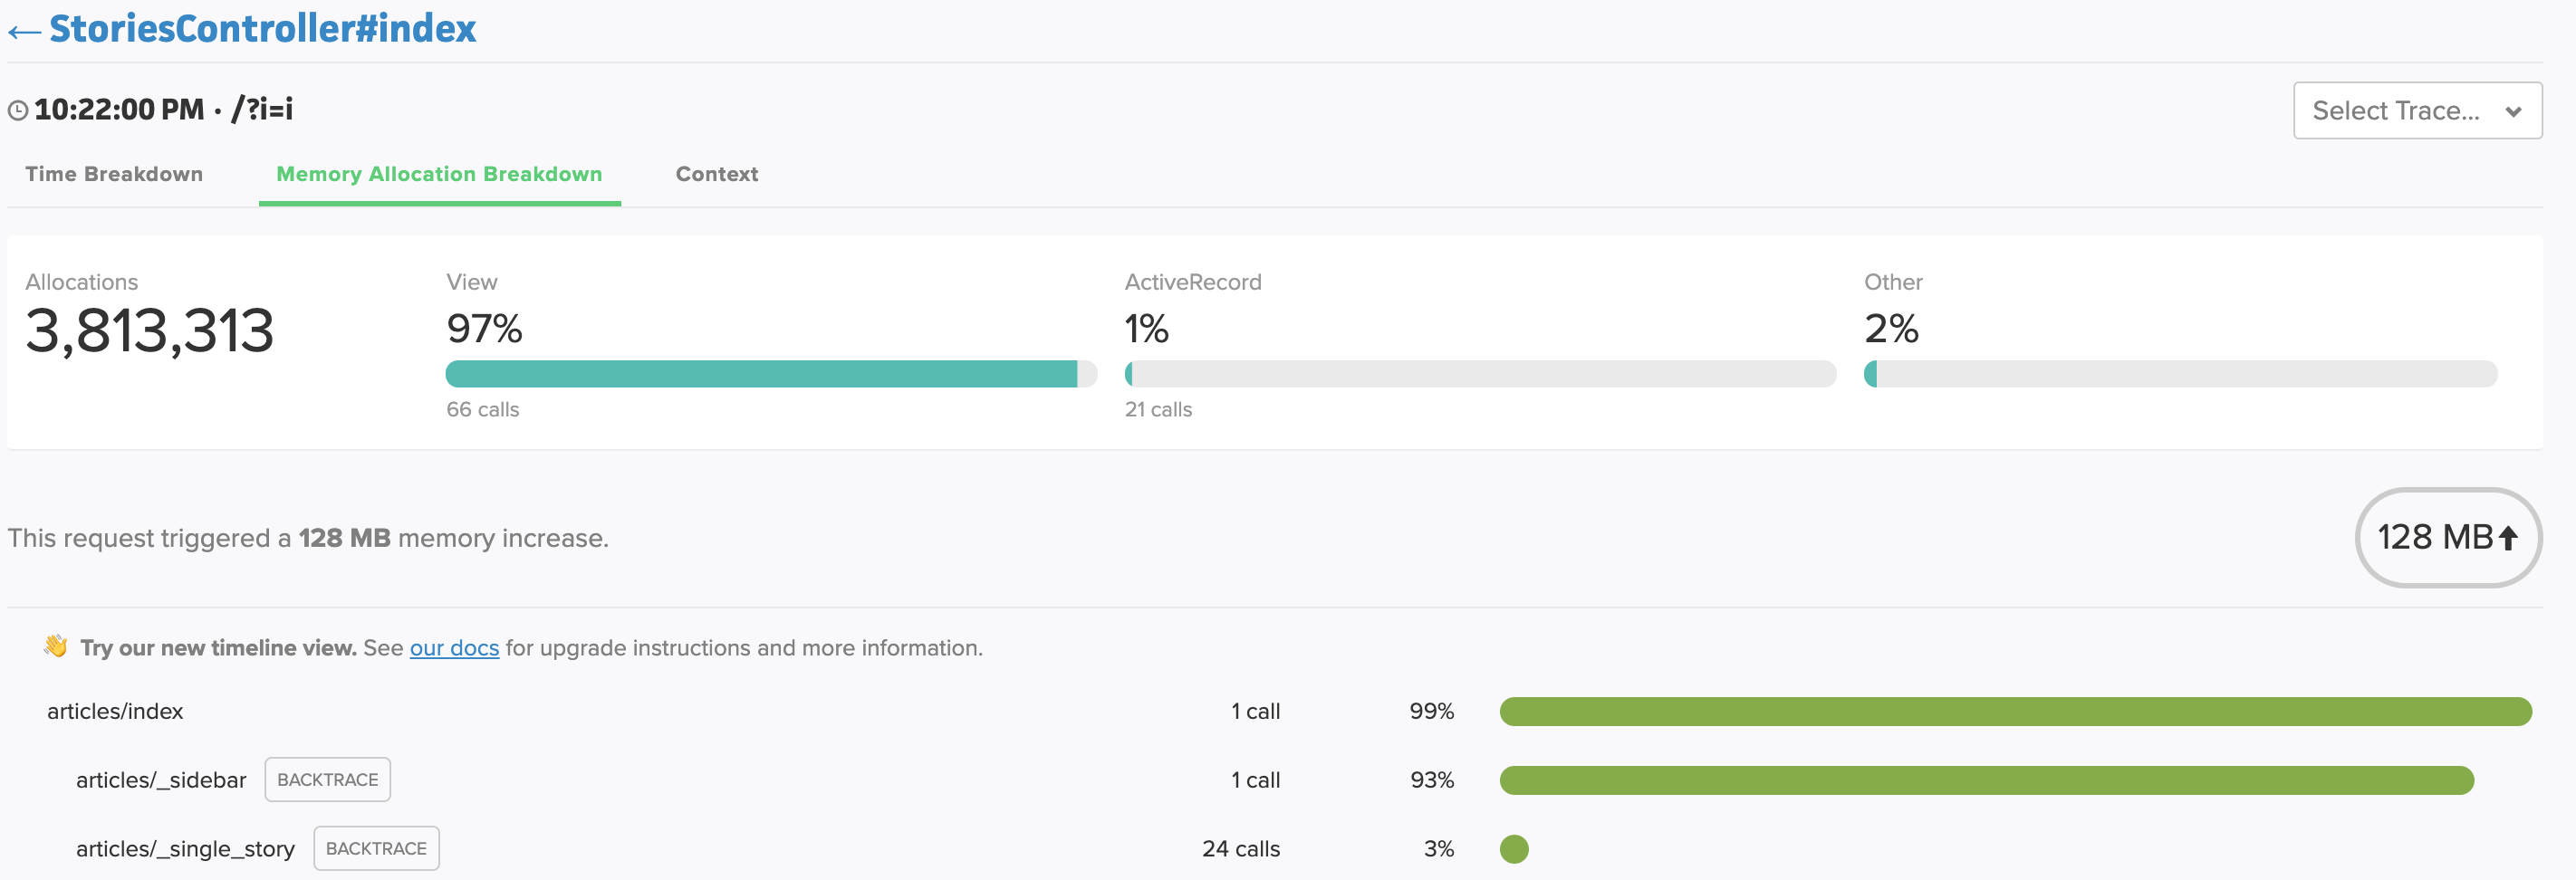 ← StoriesController#index
10:22:00 PM · /?i=i
Select Trace...
Time Breakdown Memory Allocation Breakdown Context
Allocations View ActiveRecord Other
3,813,313 97% 1% 2%
66 calls 21 calls
This request triggered a 128 MB memory increase.
128 MB
👋 Try our new timeline view. See our docs for upgrade instructions and more information.
articles/index 1 call 99%
articles/_sidebar BACKTRACE 1 call 93%
articles/_single_story BACKTRACE 24 calls 3%